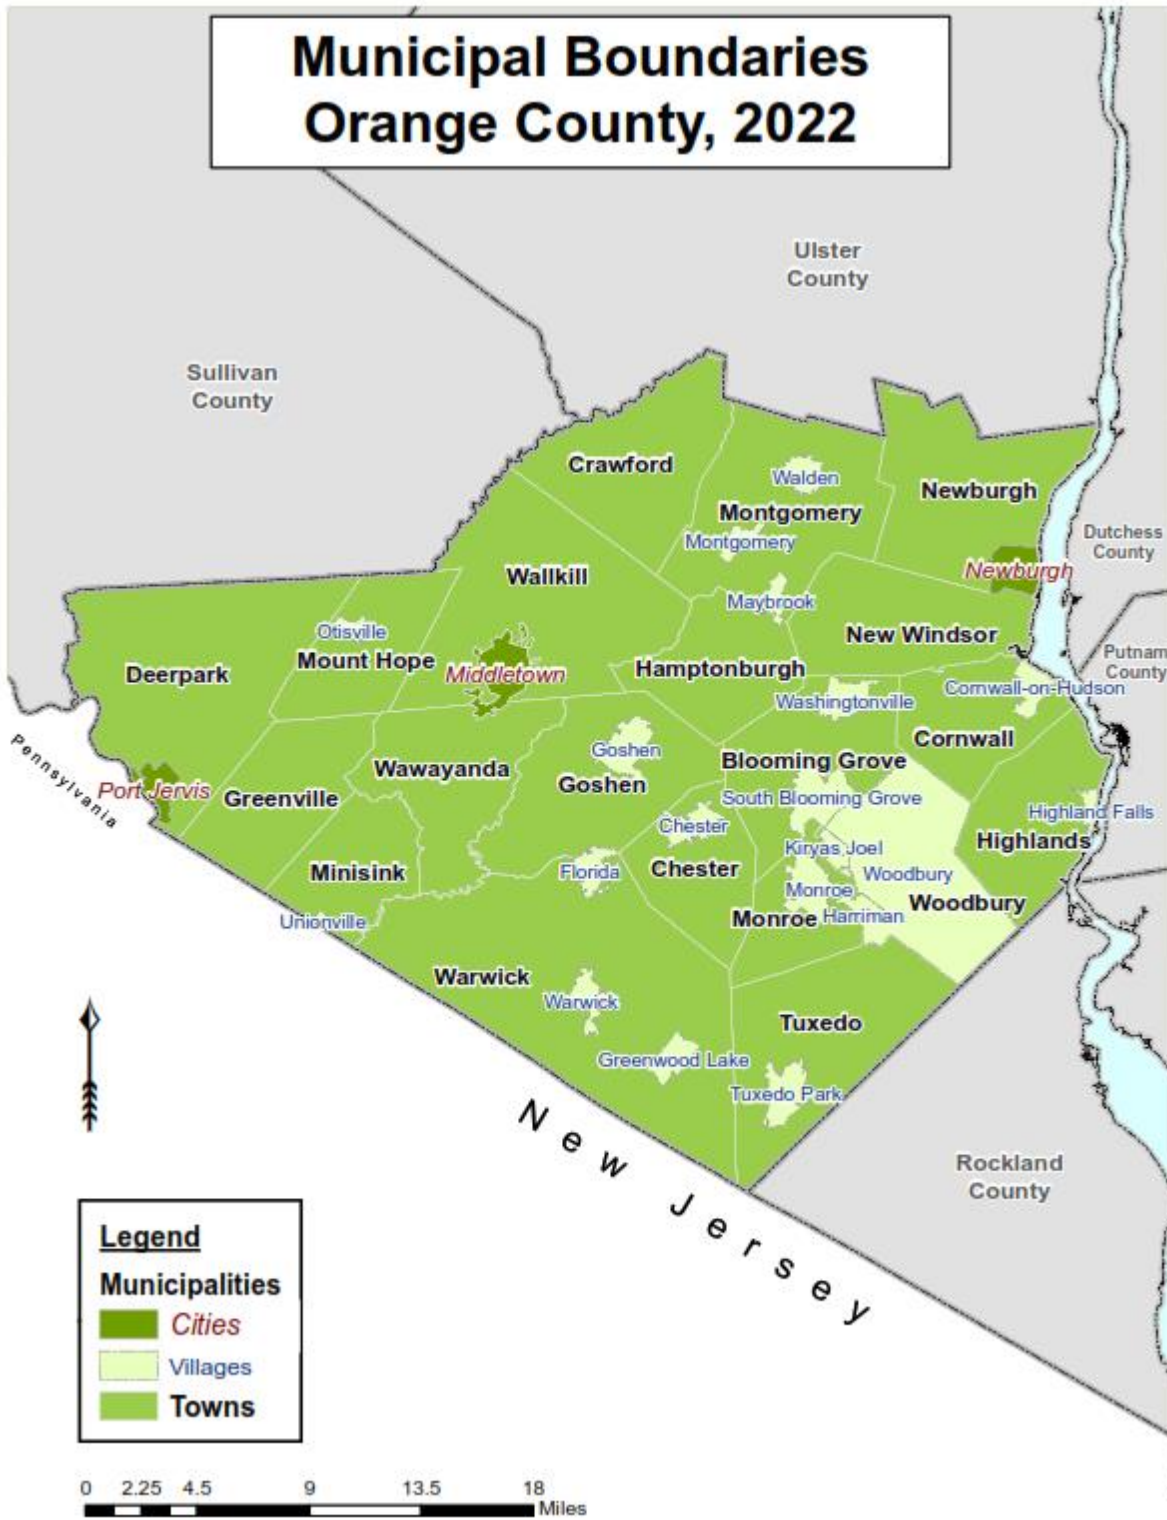 Municipal Boundaries
Orange County, 2022
Ulster
County
Sullivan
County
Crawford
Walden
Newburgh
Montgomery
Montgomery
Dutchess
County
Wallkill
Newburgh
Maybrook
Otisville
New Windsor
Mount Hope
Hamptonburgh
Putnam
County
Deerpark
Middletown
Cornwall-on-Hudson
Washingtonville
Cornwall
Goshen
Blooming Grove
Pennsylvania
Wawayanda
Goshen
Port Jervis
Greenville
South Blooming Grove
Highland Falls
Chester
Highlands
Kiryas Joel
Minisink
Florida
Chester
Woodbury
Monroe
Woodbury
Unionville
Monroe
Harriman
Warwick
Warwick
Tuxedo
Greenwood Lake
Tuxedo Park
New Jersey
Rockland
County
Legend
Municipalities
Cities
Villages
Towns
0 2.25 4.5 9 13.5 18
Miles